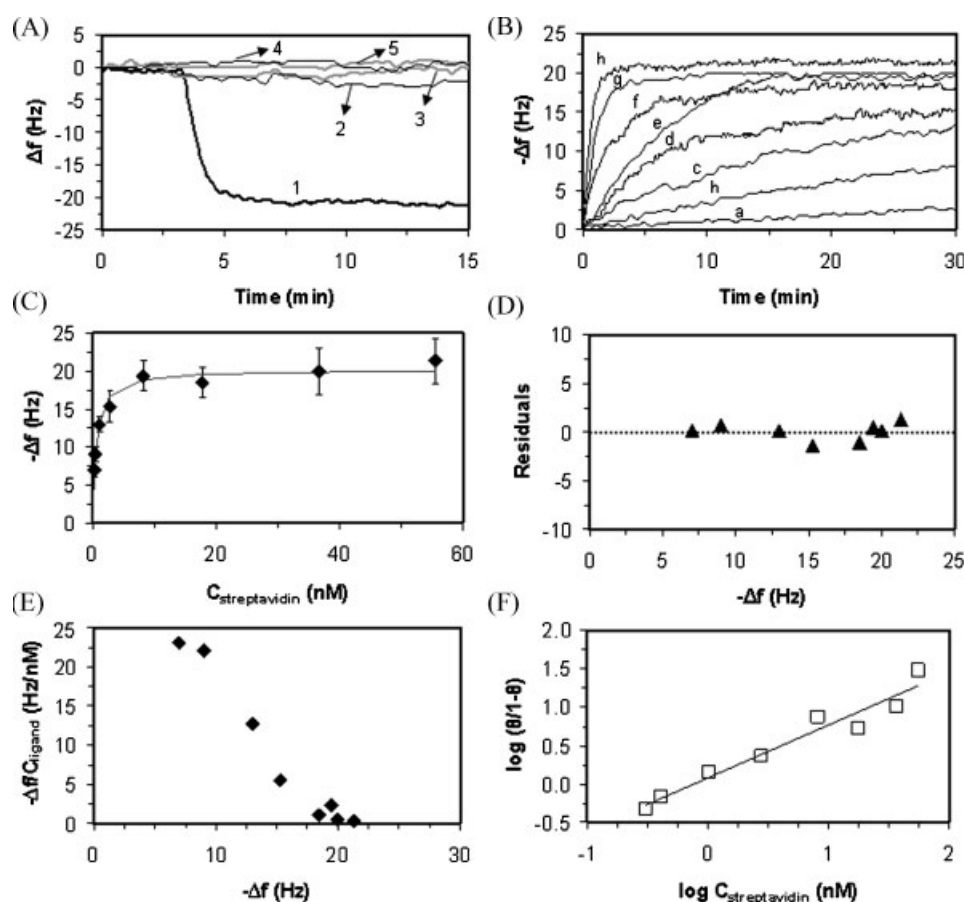 (A)
5
0
-5
-10
-15
-20
-25
Δf (Hz)
4
5
2
3
1
0 5 10 15
Time (min)
(B)
25
20
15
10
5
0
-Δf (Hz)
h
g
f
e
d
c
h
a
0 10 20 30
Time (min)
(C)
25
20
15
10
5
0
-Δf (Hz)
0 20 40 60
Cstreptavidin (nM)
(D)
10
5
0
-5
-10
Residuals
0 5 10 15 20 25
-Δf (Hz)
(E)
25
20
15
10
5
0
-Δf/Cligand (Hz/nM)
0 10 20 30
-Δf (Hz)
(F)
2.0
1.5
1.0
0.5
0.0
-0.5
log (θ/1-θ)
-1 0 1 2
log Cstreptavidin (nM)